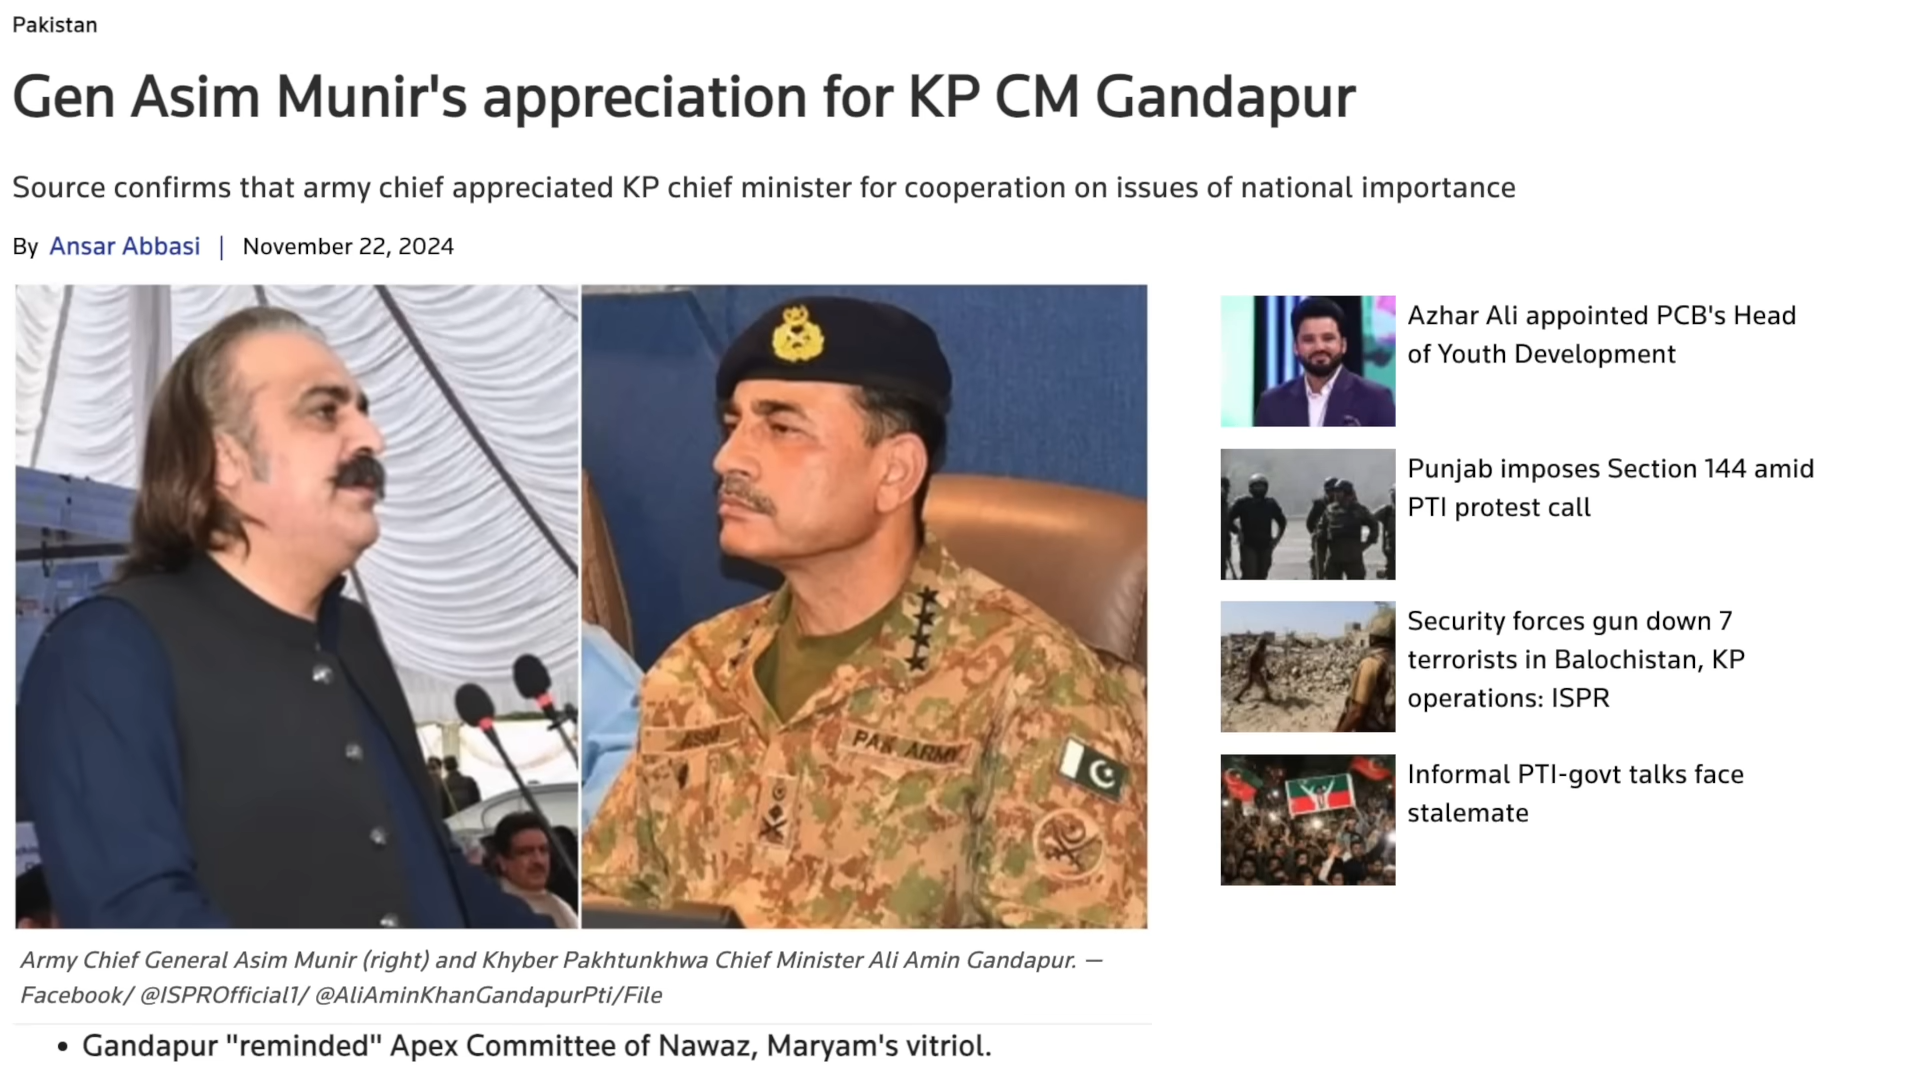 Pakistan
Gen Asim Munir's appreciation for KP CM Gandapur
Source confirms that army chief appreciated KP chief minister for cooperation on issues of national importance
By Ansar Abbasi | November 22, 2024
PAK ARMY
Army Chief General Asim Munir (right) and Khyber Pakhtunkhwa Chief Minister Ali Amin Gandapur. —
Facebook/ @ISPROfficial1/ @AliAminKhanGandapurPti/File
• Gandapur "reminded" Apex Committee of Nawaz, Maryam's vitriol.
Azhar Ali appointed PCB's Head
of Youth Development
Punjab imposes Section 144 amid
PTI protest call
Security forces gun down 7
terrorists in Balochistan, KP
operations: ISPR
Informal PTI-govt talks face
stalemate